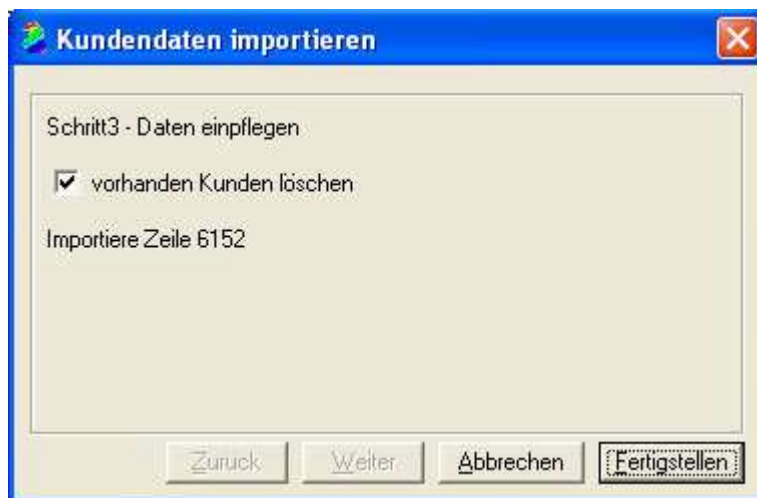 Kundendaten importieren
Schritt3 - Daten einpflegen
vorhanden Kunden löschen
Importiere Zeile 6152
Zurück Weiter Abbrechen Fertigstellen